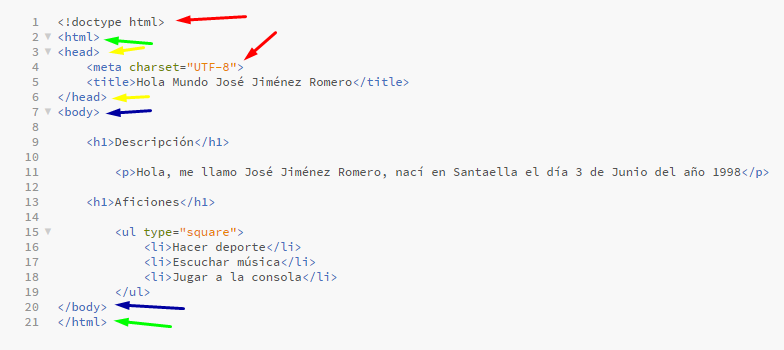 1 <!doctype html>
2 <html>
3 <head>
4 <meta charset="UTF-8">
5 <title>Hola Mundo José Jiménez Romero</title>
6 </head>
7 <body>
8
9 <h1>Descripción</h1>
10
11 <p>Hola, me llamo José Jiménez Romero, nací en Santaella el día 3 de Junio del año 1998</p>
12
13 <h1>Aficiones</h1>
14
15 <ul type="square">
16 <li>Hacer deporte</li>
17 <li>Escuchar música</li>
18 <li>Jugar a la consola</li>
19 </ul>
20 </body>
21 </html>